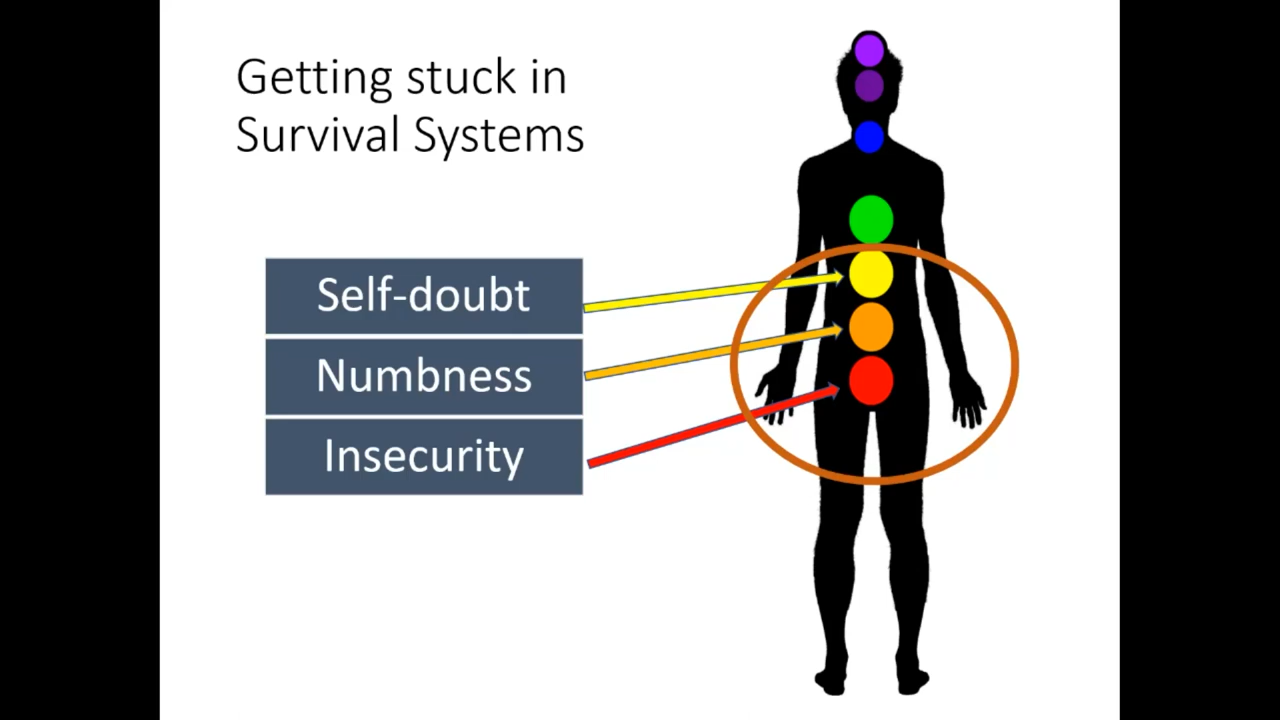 Getting stuck in
Survival Systems
Self-doubt
Numbness
Insecurity